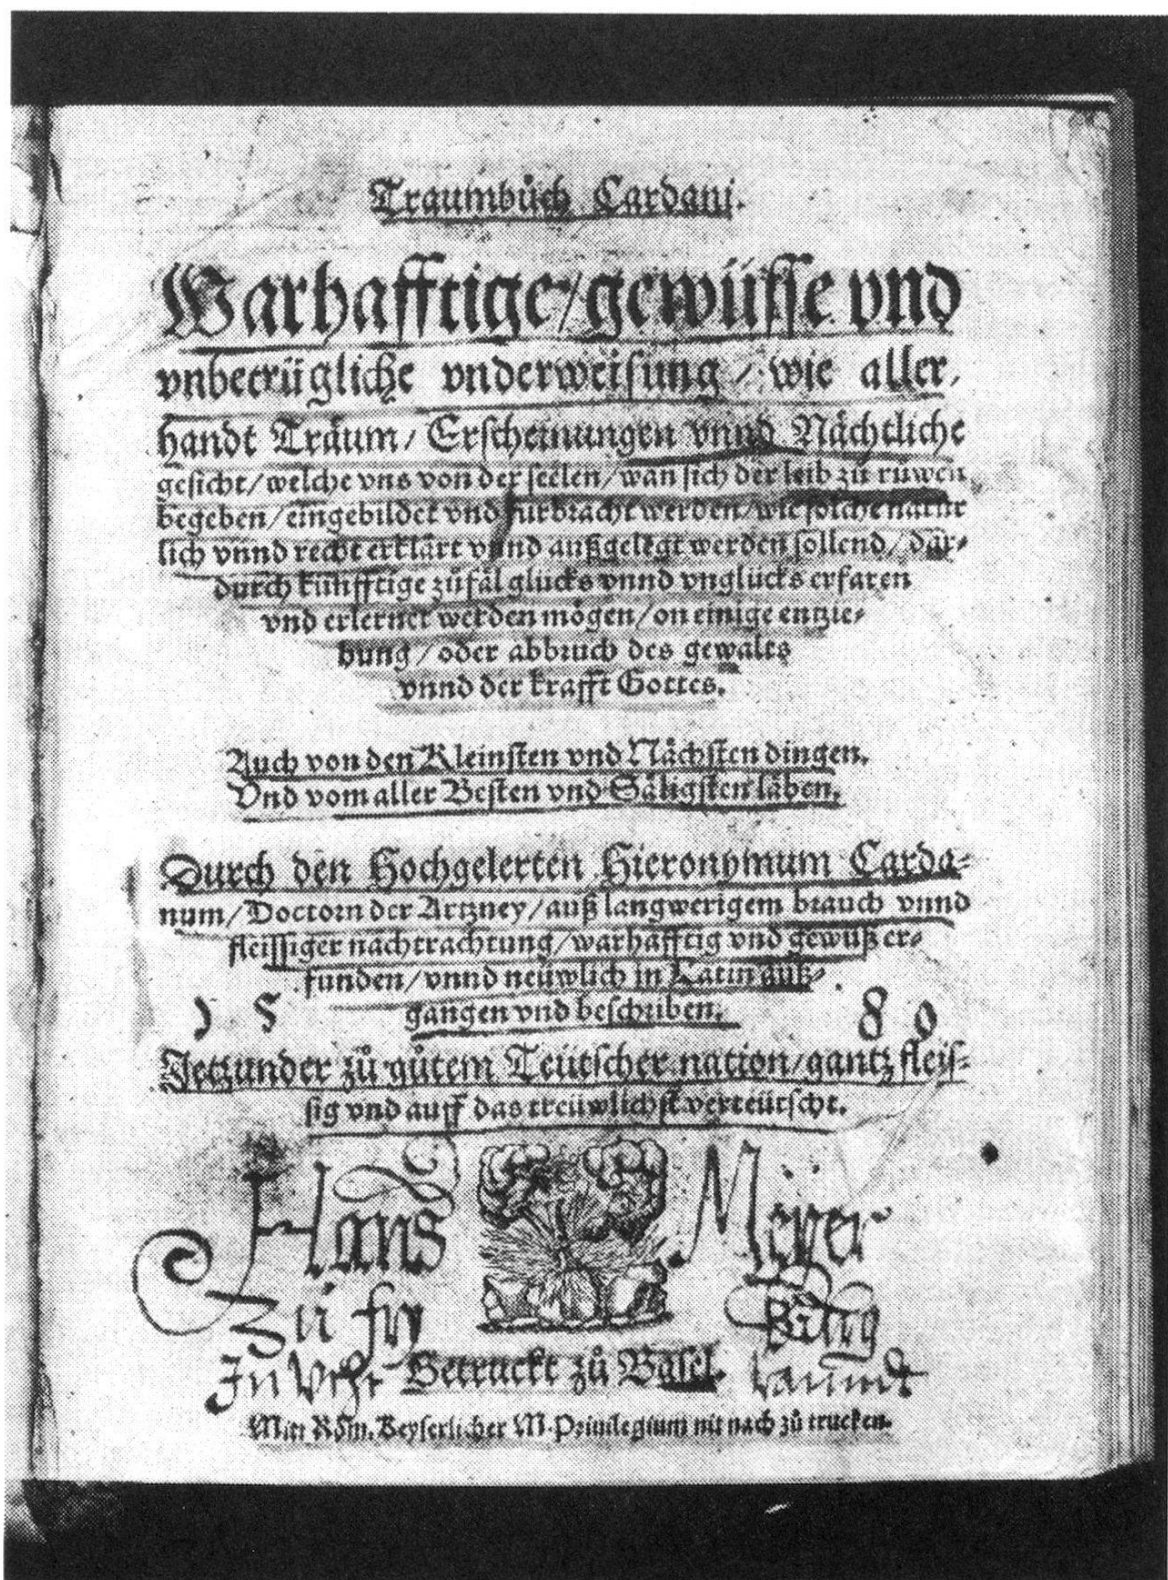 Traumbůch Cardani.
Warhafftige/gewüsse vnd
vnbetrügliche vnderweisung/ wie aller,
handt Träum/ Erscheinungen vnnd Nächtliche
gesicht/welche vns von der seelen/wan sich der leib zů ruwen
begeben/eingebildet vnd fürbracht werden/wie solche natür
lich vnnd recht erklärt vnnd außgelegt werden sollend/ dar-
durch künfftige zůfäl glücks vnnd vnglücks erfaren
vnd erlernet werden mögen/on einige entzie-
hung/oder abbruch des gewalts
vnnd der krafft Gottes.
Auch von den Kleinsten vnd Nächsten dingen.
Vnd vom aller Besten vnd Säligsten läben.
Durch den Hochgelerten Hieronymum Carda-
num/Doctorn der Artzney/auß langwerigem brauch vnnd
fleissiger nachtrachtung/warhafftig vnd gewüß er-
funden/vnnd neüwlich in Latin auß-
gangen vnd beschriben.
15 80
Jetzunder zů gůtem Teütscher nation/gantz fleis-
sig vnd auff das treüwlichst verteütscht.
Hans Meyer
Zu
In
Getruckt zů Basel.
Mitt Röm. Keyserlicher M. Priuilegium nit nach zů trucken.